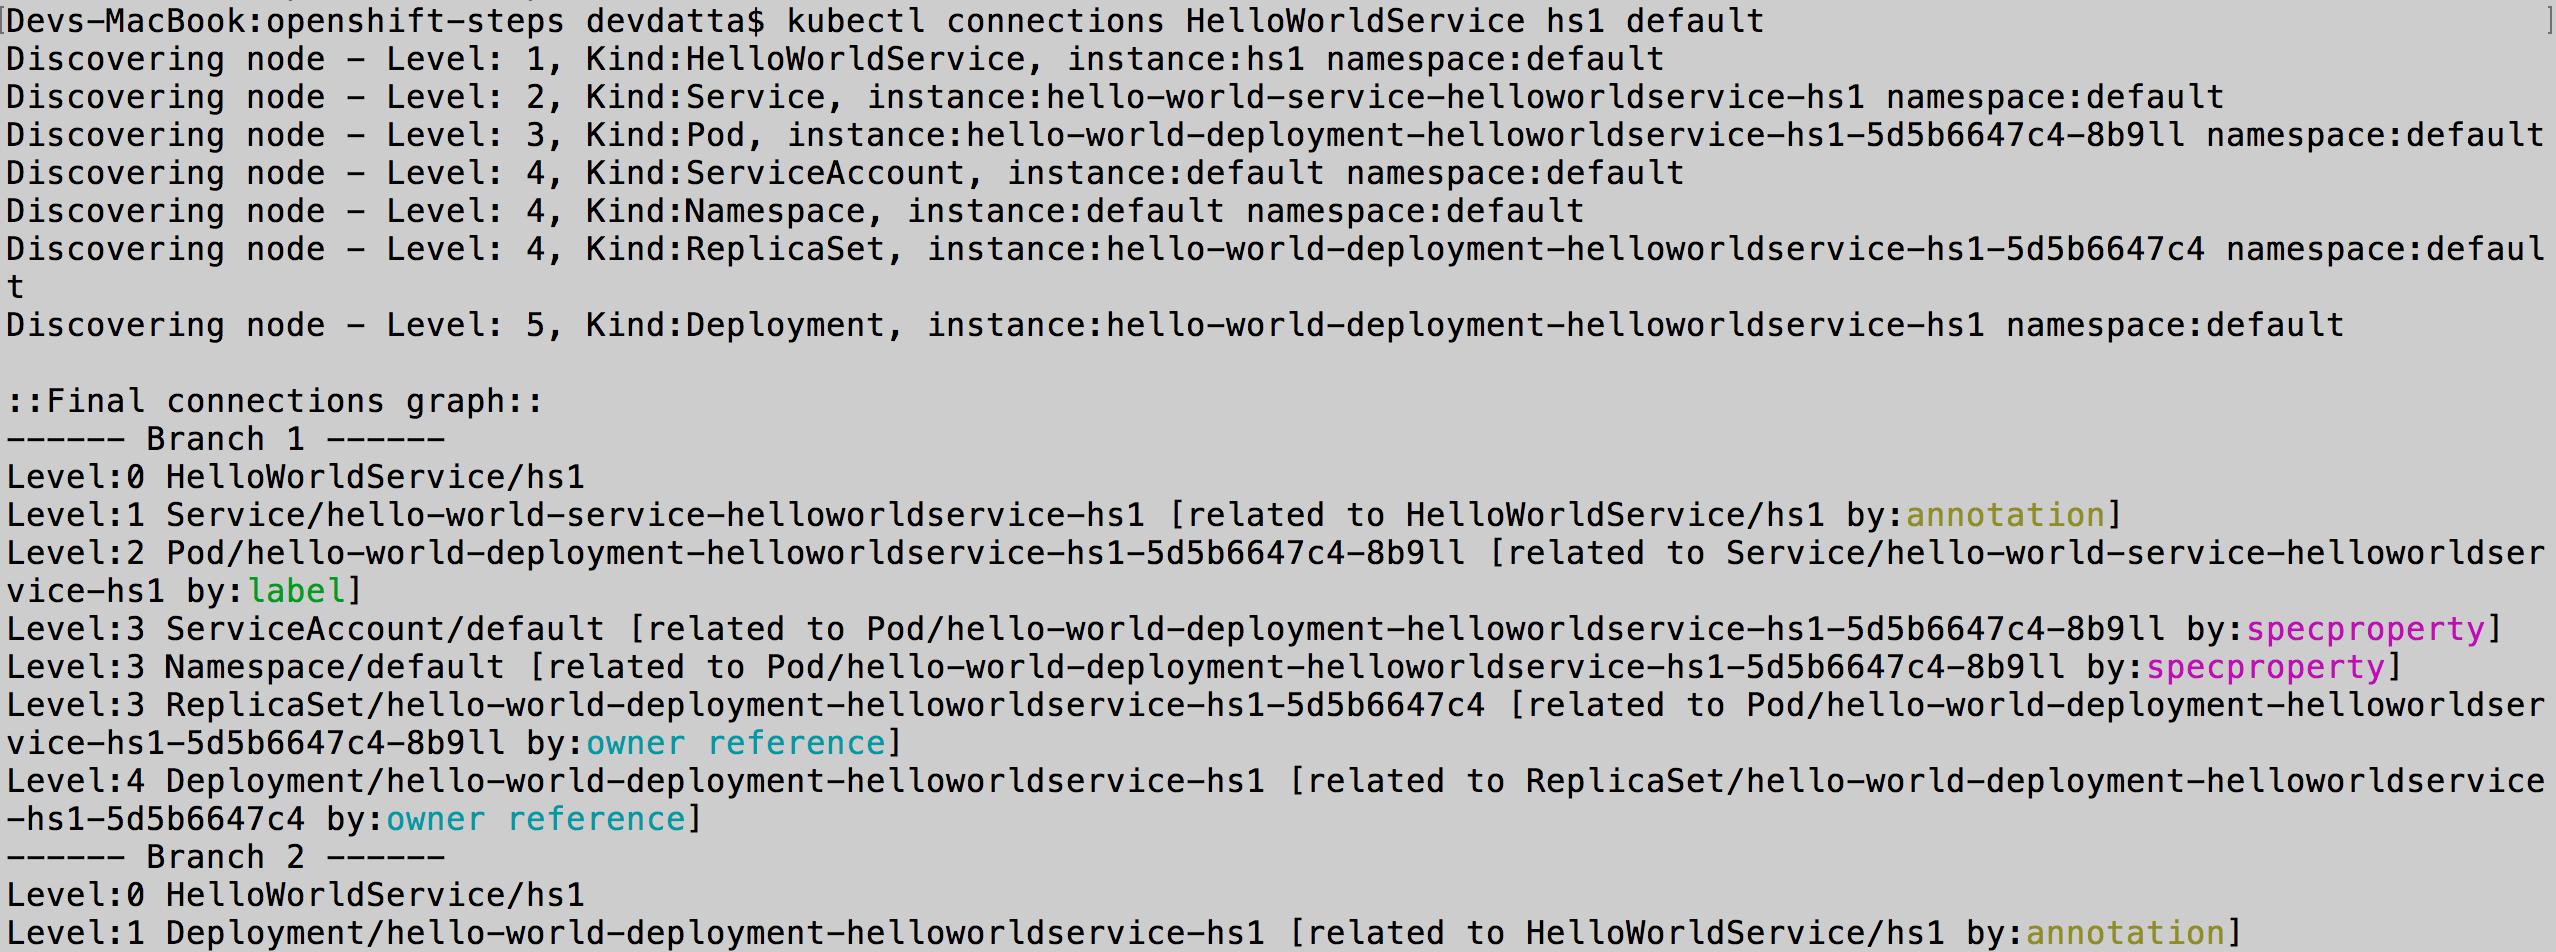 [Devs-MacBook:openshift-steps devdatta$ kubectl connections HelloWorldService hs1 default ]
Discovering node - Level: 1, Kind:HelloWorldService, instance:hs1 namespace:default
Discovering node - Level: 2, Kind:Service, instance:hello-world-service-helloworldservice-hs1 namespace:default
Discovering node - Level: 3, Kind:Pod, instance:hello-world-deployment-helloworldservice-hs1-5d5b6647c4-8b9ll namespace:default
Discovering node - Level: 4, Kind:ServiceAccount, instance:default namespace:default
Discovering node - Level: 4, Kind:Namespace, instance:default namespace:default
Discovering node - Level: 4, Kind:ReplicaSet, instance:hello-world-deployment-helloworldservice-hs1-5d5b6647c4 namespace:defaul
t
Discovering node - Level: 5, Kind:Deployment, instance:hello-world-deployment-helloworldservice-hs1 namespace:default
::Final connections graph::
------ Branch 1 ------
Level:0 HelloWorldService/hs1
Level:1 Service/hello-world-service-helloworldservice-hs1 [related to HelloWorldService/hs1 by:annotation]
Level:2 Pod/hello-world-deployment-helloworldservice-hs1-5d5b6647c4-8b9ll [related to Service/hello-world-service-helloworldser
vice-hs1 by:label]
Level:3 ServiceAccount/default [related to Pod/hello-world-deployment-helloworldservice-hs1-5d5b6647c4-8b9ll by:specproperty]
Level:3 Namespace/default [related to Pod/hello-world-deployment-helloworldservice-hs1-5d5b6647c4-8b9ll by:specproperty]
Level:3 ReplicaSet/hello-world-deployment-helloworldservice-hs1-5d5b6647c4 [related to Pod/hello-world-deployment-helloworldser
vice-hs1-5d5b6647c4-8b9ll by:owner reference]
Level:4 Deployment/hello-world-deployment-helloworldservice-hs1 [related to ReplicaSet/hello-world-deployment-helloworldservice
-hs1-5d5b6647c4 by:owner reference]
------ Branch 2 ------
Level:0 HelloWorldService/hs1
Level:1 Deployment/hello-world-deployment-helloworldservice-hs1 [related to HelloWorldService/hs1 by:annotation]